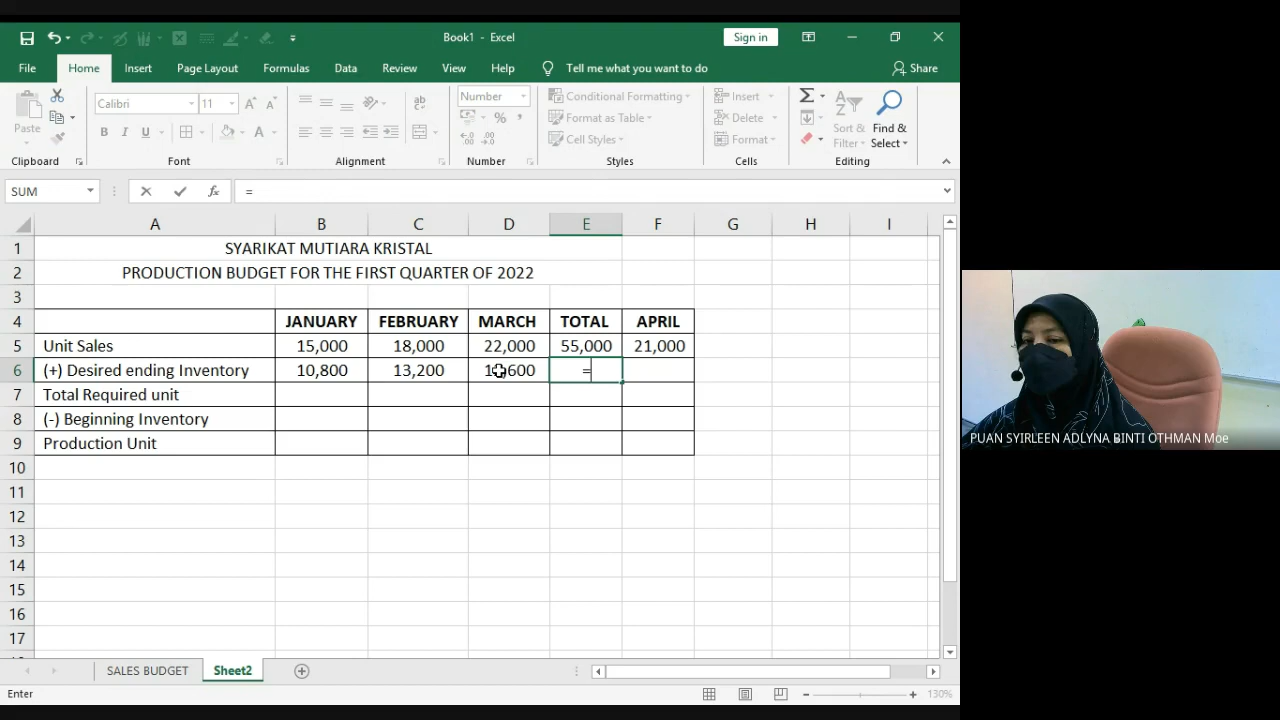 Book1 - Excel
Sign in
File Home Insert Page Layout Formulas Data Review View Help Tell me what you want to do Share
Paste
Calibri 11
B I U
ab
Number
% ,
Conditional Formatting
Format as Table
Cell Styles
Insert
Delete
Format
Sort & Filter
Find & Select
Clipboard Font Alignment Number Styles Cells Editing
SUM fx =
A B C D E F G H I
1 SYARIKAT MUTIARA KRISTAL
2 PRODUCTION BUDGET FOR THE FIRST QUARTER OF 2022
3
4 JANUARY FEBRUARY MARCH TOTAL APRIL
5 Unit Sales 15,000 18,000 22,000 55,000 21,000
6 (+) Desired ending Inventory 10,800 13,200 =
7 Total Required unit
8 (-) Beginning Inventory
9 Production Unit
10
11
12
13
14
15
16
17
SALES BUDGET Sheet2
Enter 130%
PUAN SYIRLEEN ADLYNA BINTI OTHMAN Moe